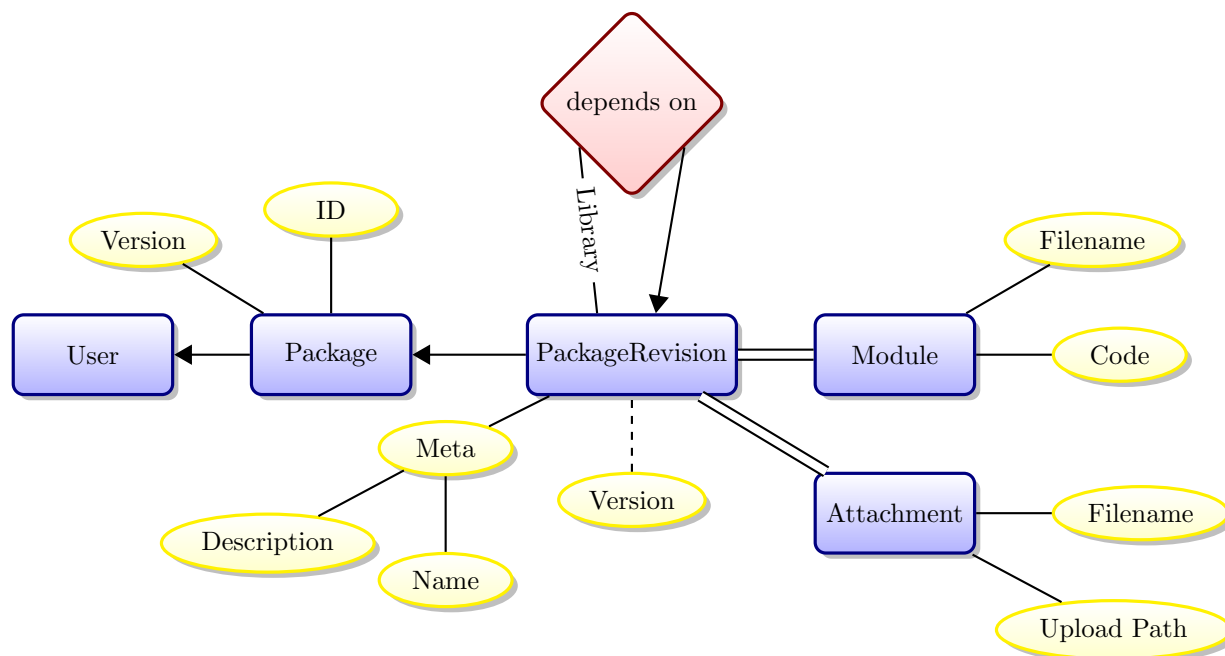 depends on
Library
ID
Version
Filename
User
Package
PackageRevision
Module
Code
Meta
Version
Attachment
Filename
Description
Name
Upload Path